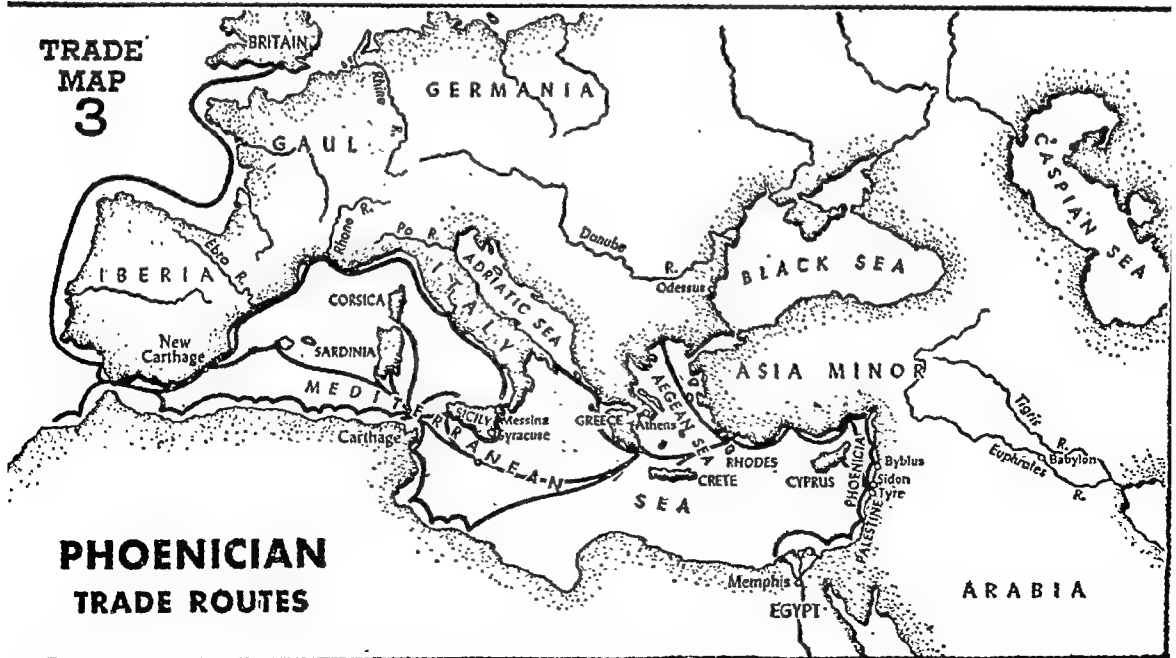 TRADE
MAP
3
BRITAIN
GERMANIA
Rhine
R.
GAUL
CASPIAN SEA
Rhone R.
Po R.
Danube
R.
Odessus
BLACK SEA
Ebro R.
IBERIA
ITALY
ADRIATIC SEA
CORSICA
New
Carthage
SARDINIA
ASIA MINOR
AEGEAN SEA
MEDITERRANEAN
SEA
SICILY
Messina
Syracuse
GREECE
Athens
Carthage
RHODES
CRETE
CYPRUS
PHOENICIA
Byblus
Sidon
Tyre
PALESTINE
Tigris
R.
Euphrates
R.
Babylon
PHOENICIAN
TRADE ROUTES
Memphis
EGYPT
ARABIA